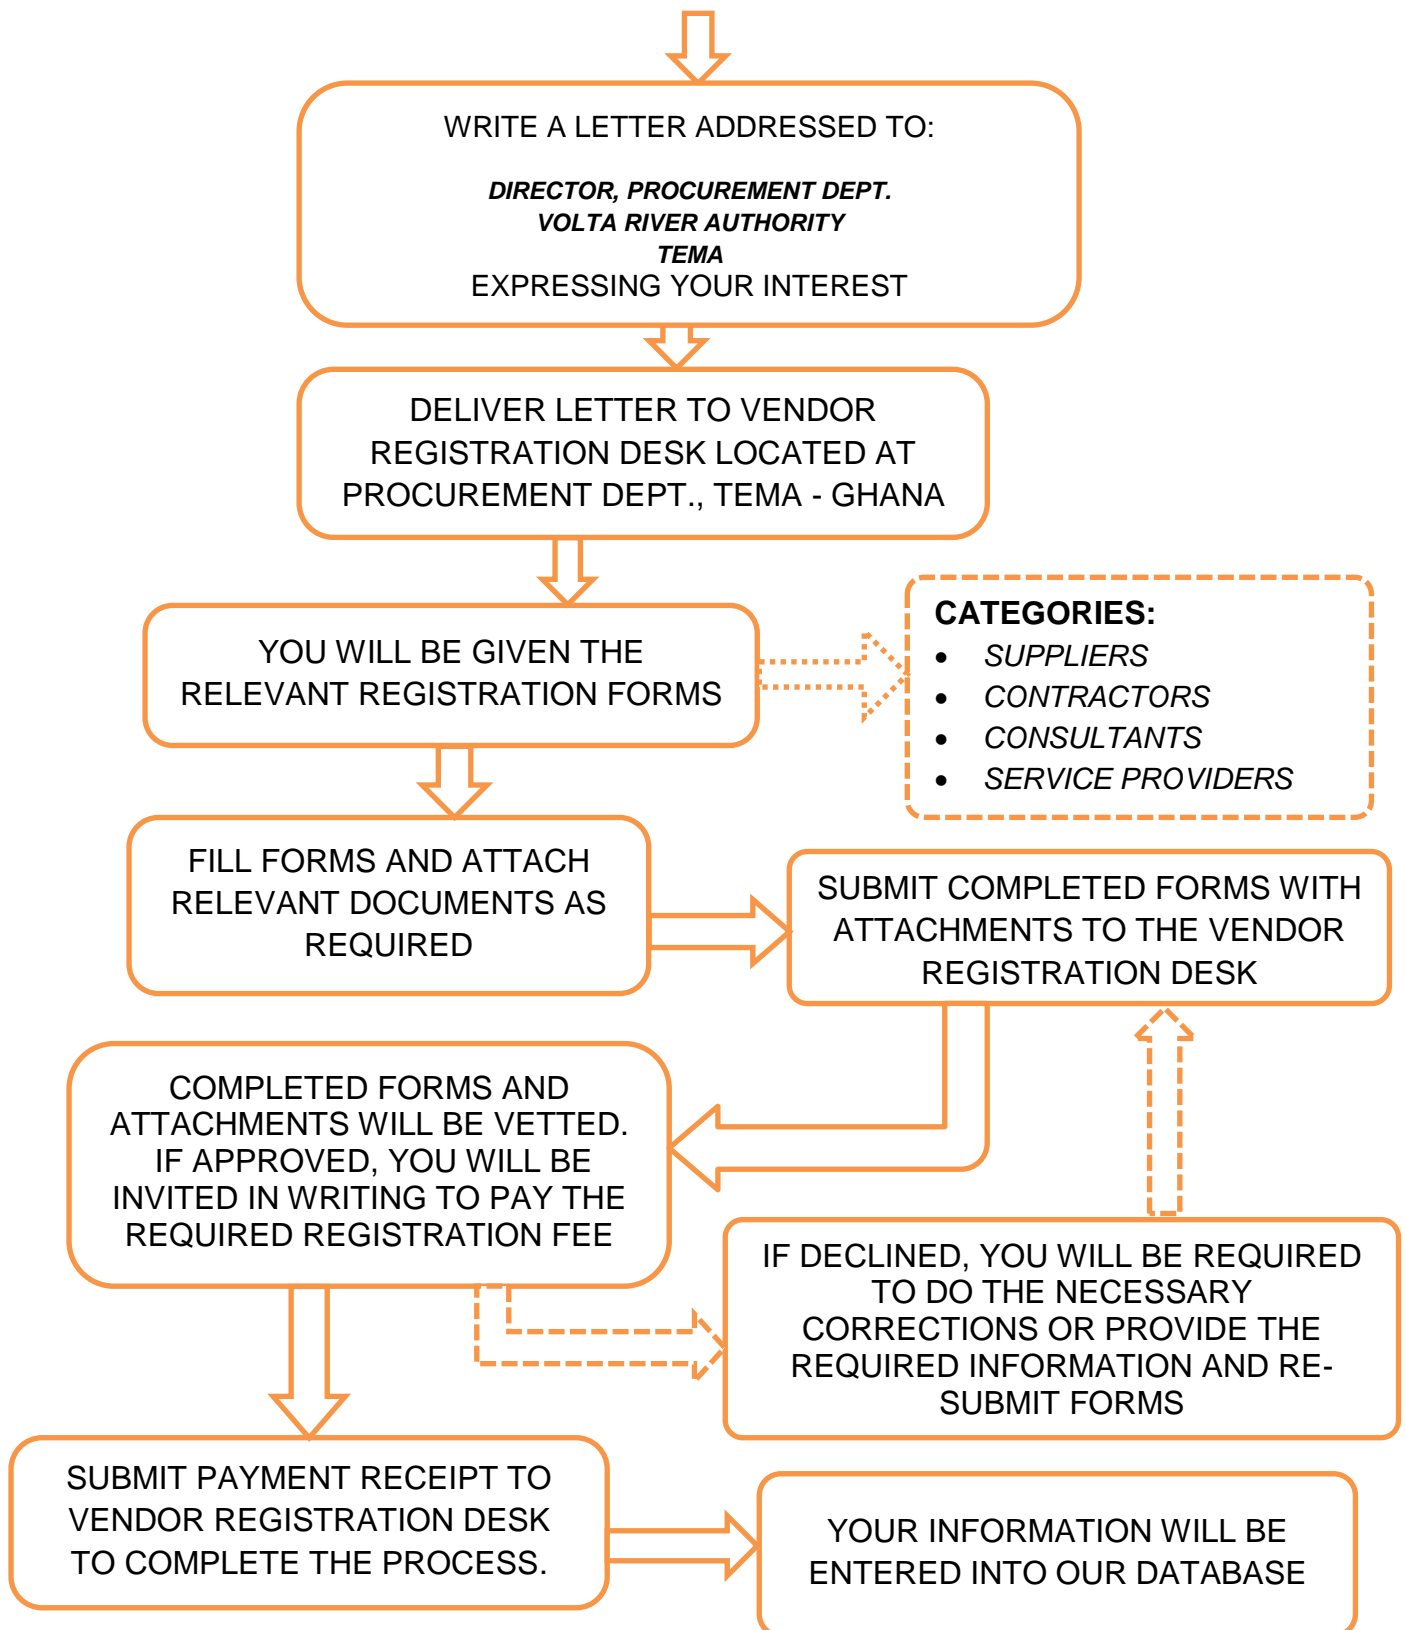 WRITE A LETTER ADDRESSED TO:
DIRECTOR, PROCUREMENT DEPT.
VOLTA RIVER AUTHORITY
TEMA
EXPRESSING YOUR INTEREST
DELIVER LETTER TO VENDOR
REGISTRATION DESK LOCATED AT
PROCUREMENT DEPT., TEMA - GHANA
YOU WILL BE GIVEN THE
RELEVANT REGISTRATION FORMS
CATEGORIES:
• SUPPLIERS
• CONTRACTORS
• CONSULTANTS
• SERVICE PROVIDERS
FILL FORMS AND ATTACH
RELEVANT DOCUMENTS AS
REQUIRED
SUBMIT COMPLETED FORMS WITH
ATTACHMENTS TO THE VENDOR
REGISTRATION DESK
COMPLETED FORMS AND
ATTACHMENTS WILL BE VETTED.
IF APPROVED, YOU WILL BE
INVITED IN WRITING TO PAY THE
REQUIRED REGISTRATION FEE
IF DECLINED, YOU WILL BE REQUIRED
TO DO THE NECESSARY
CORRECTIONS OR PROVIDE THE
REQUIRED INFORMATION AND RE-
SUBMIT FORMS
SUBMIT PAYMENT RECEIPT TO
VENDOR REGISTRATION DESK
TO COMPLETE THE PROCESS.
YOUR INFORMATION WILL BE
ENTERED INTO OUR DATABASE